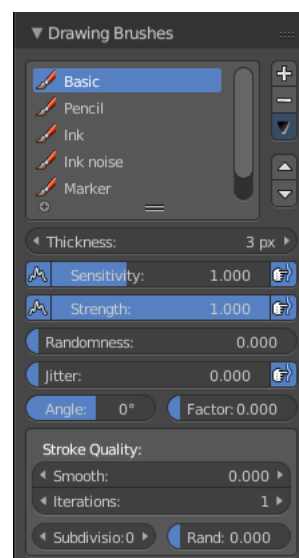 Drawing Brushes
Basic
Pencil
Ink
Ink noise
Marker
Thickness: 3 px
Sensitivity: 1.000
Strength: 1.000
Randomness: 0.000
Jitter: 0.000
Angle: 0° Factor: 0.000
Stroke Quality:
Smooth: 0.000
Iterations: 1
Subdivisio: 0 Rand: 0.000